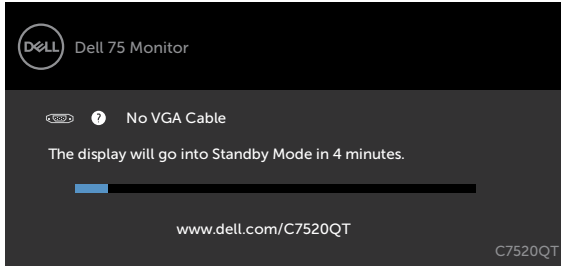 DELL
Dell 75 Monitor
? No VGA Cable
The display will go into Standby Mode in 4 minutes.
www.dell.com/C7520QT
C7520QT